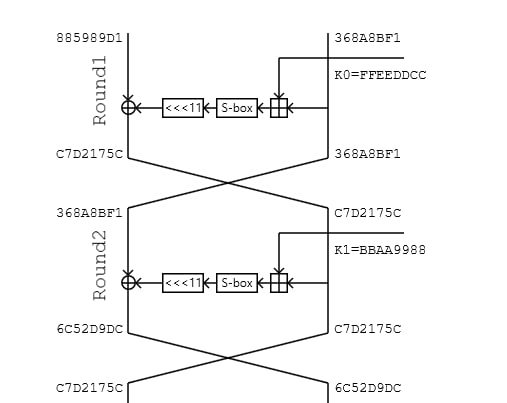 885989D1 368A8BF1
K0=FFEEDDCC
Round1
<<<11 S-box
C7D2175C 368A8BF1
368A8BF1 C7D2175C
K1=BBAA9988
Round2
<<<11 S-box
6C52D9DC C7D2175C
C7D2175C 6C52D9DC